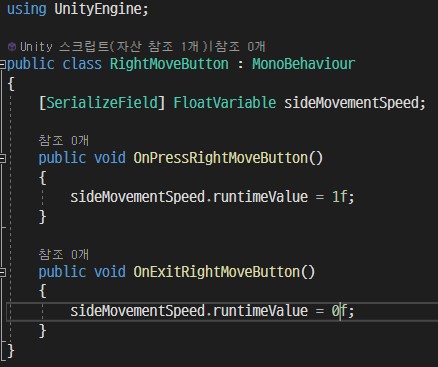 using UnityEngine;
Unity 스크립트(자산 참조 1개)|참조 0개
public class RightMoveButton : MonoBehaviour
{
[SerializeField] FloatVariable sideMovementSpeed;
참조 0개
public void OnPressRightMoveButton()
{
sideMovementSpeed.runtimeValue = 1f;
}
참조 0개
public void OnExitRightMoveButton()
{
sideMovementSpeed.runtimeValue = 0f;
}
}